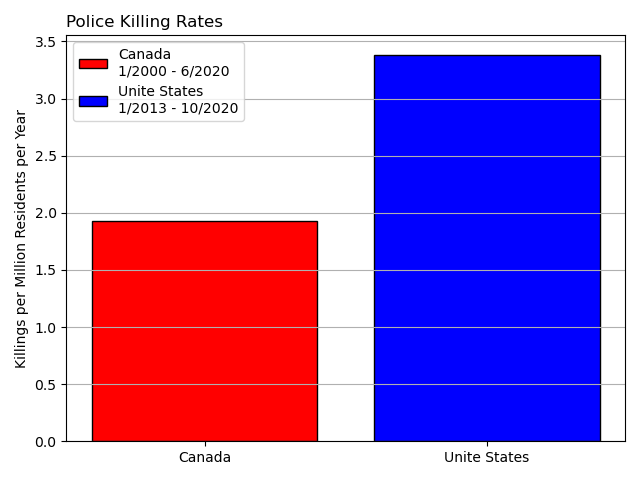 Police Killing Rates
Canada
1/2000 - 6/2020
Unite States
1/2013 - 10/2020
Killings per Million Residents per Year
3.5
3.0
2.5
2.0
1.5
1.0
0.5
0.0
Canada
Unite States